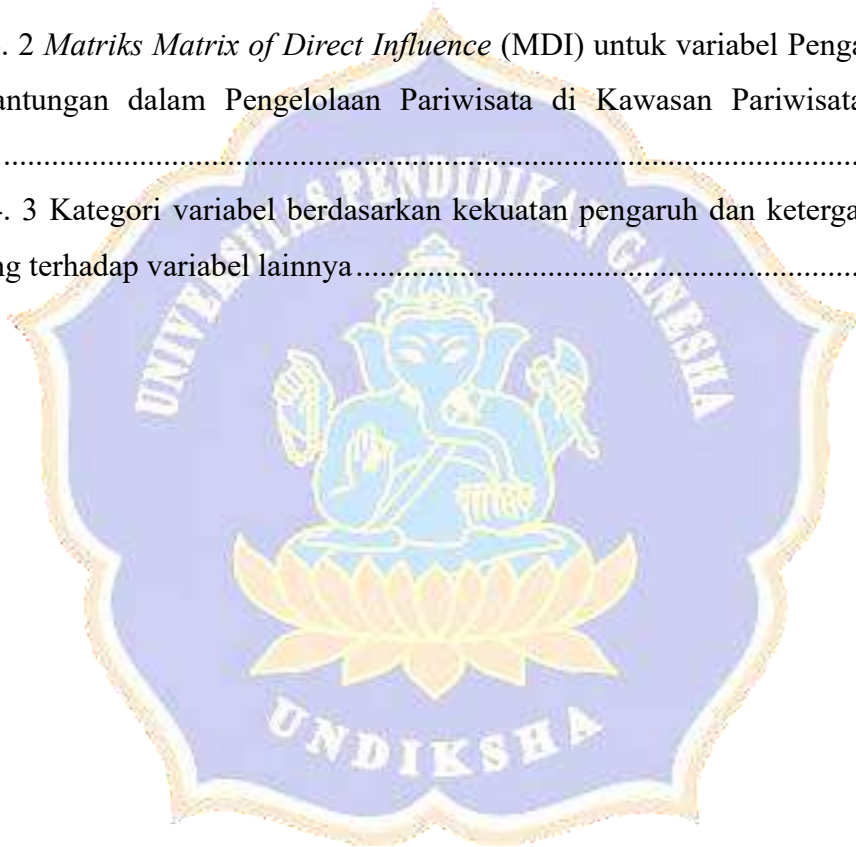 . 2 Matriks Matrix of Direct Influence (MDI) untuk variabel Penga
antungan dalam Pengelolaan Pariwisata di Kawasan Pariwisata
................................................................................................................
. 3 Kategori variabel berdasarkan kekuatan pengaruh dan keterga
ng terhadap variabel lainnya................................................................
UNIVERSITAS PENDIDIKAN GANESHA
UNDIKSHA